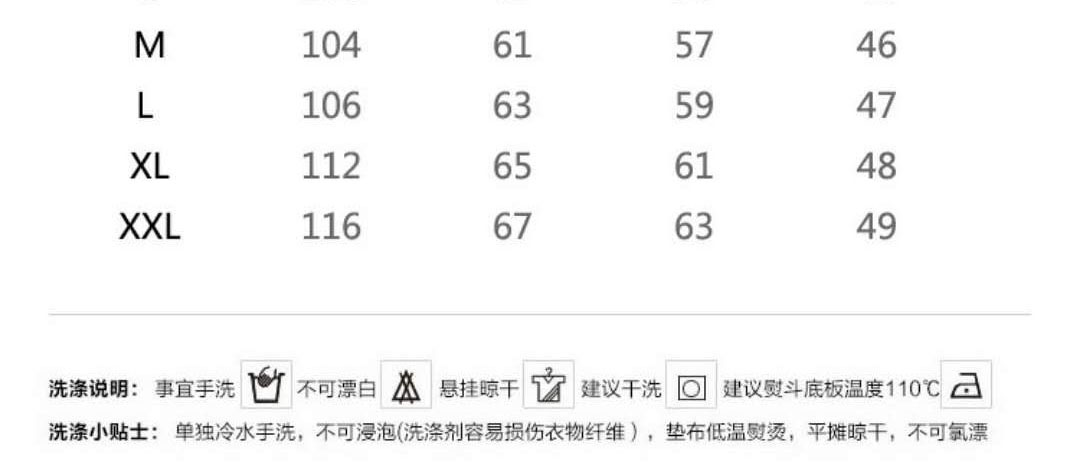 M 104 61 57 46
L 106 63 59 47
XL 112 65 61 48
XXL 116 67 63 49
洗涤说明： 事宜手洗 不可漂白 悬挂晾干 建议干洗 建议熨斗底板温度110℃
洗涤小贴士： 单独冷水手洗，不可浸泡(洗涤剂容易损伤衣物纤维），垫布低温熨烫，平摊晾干，不可氯漂